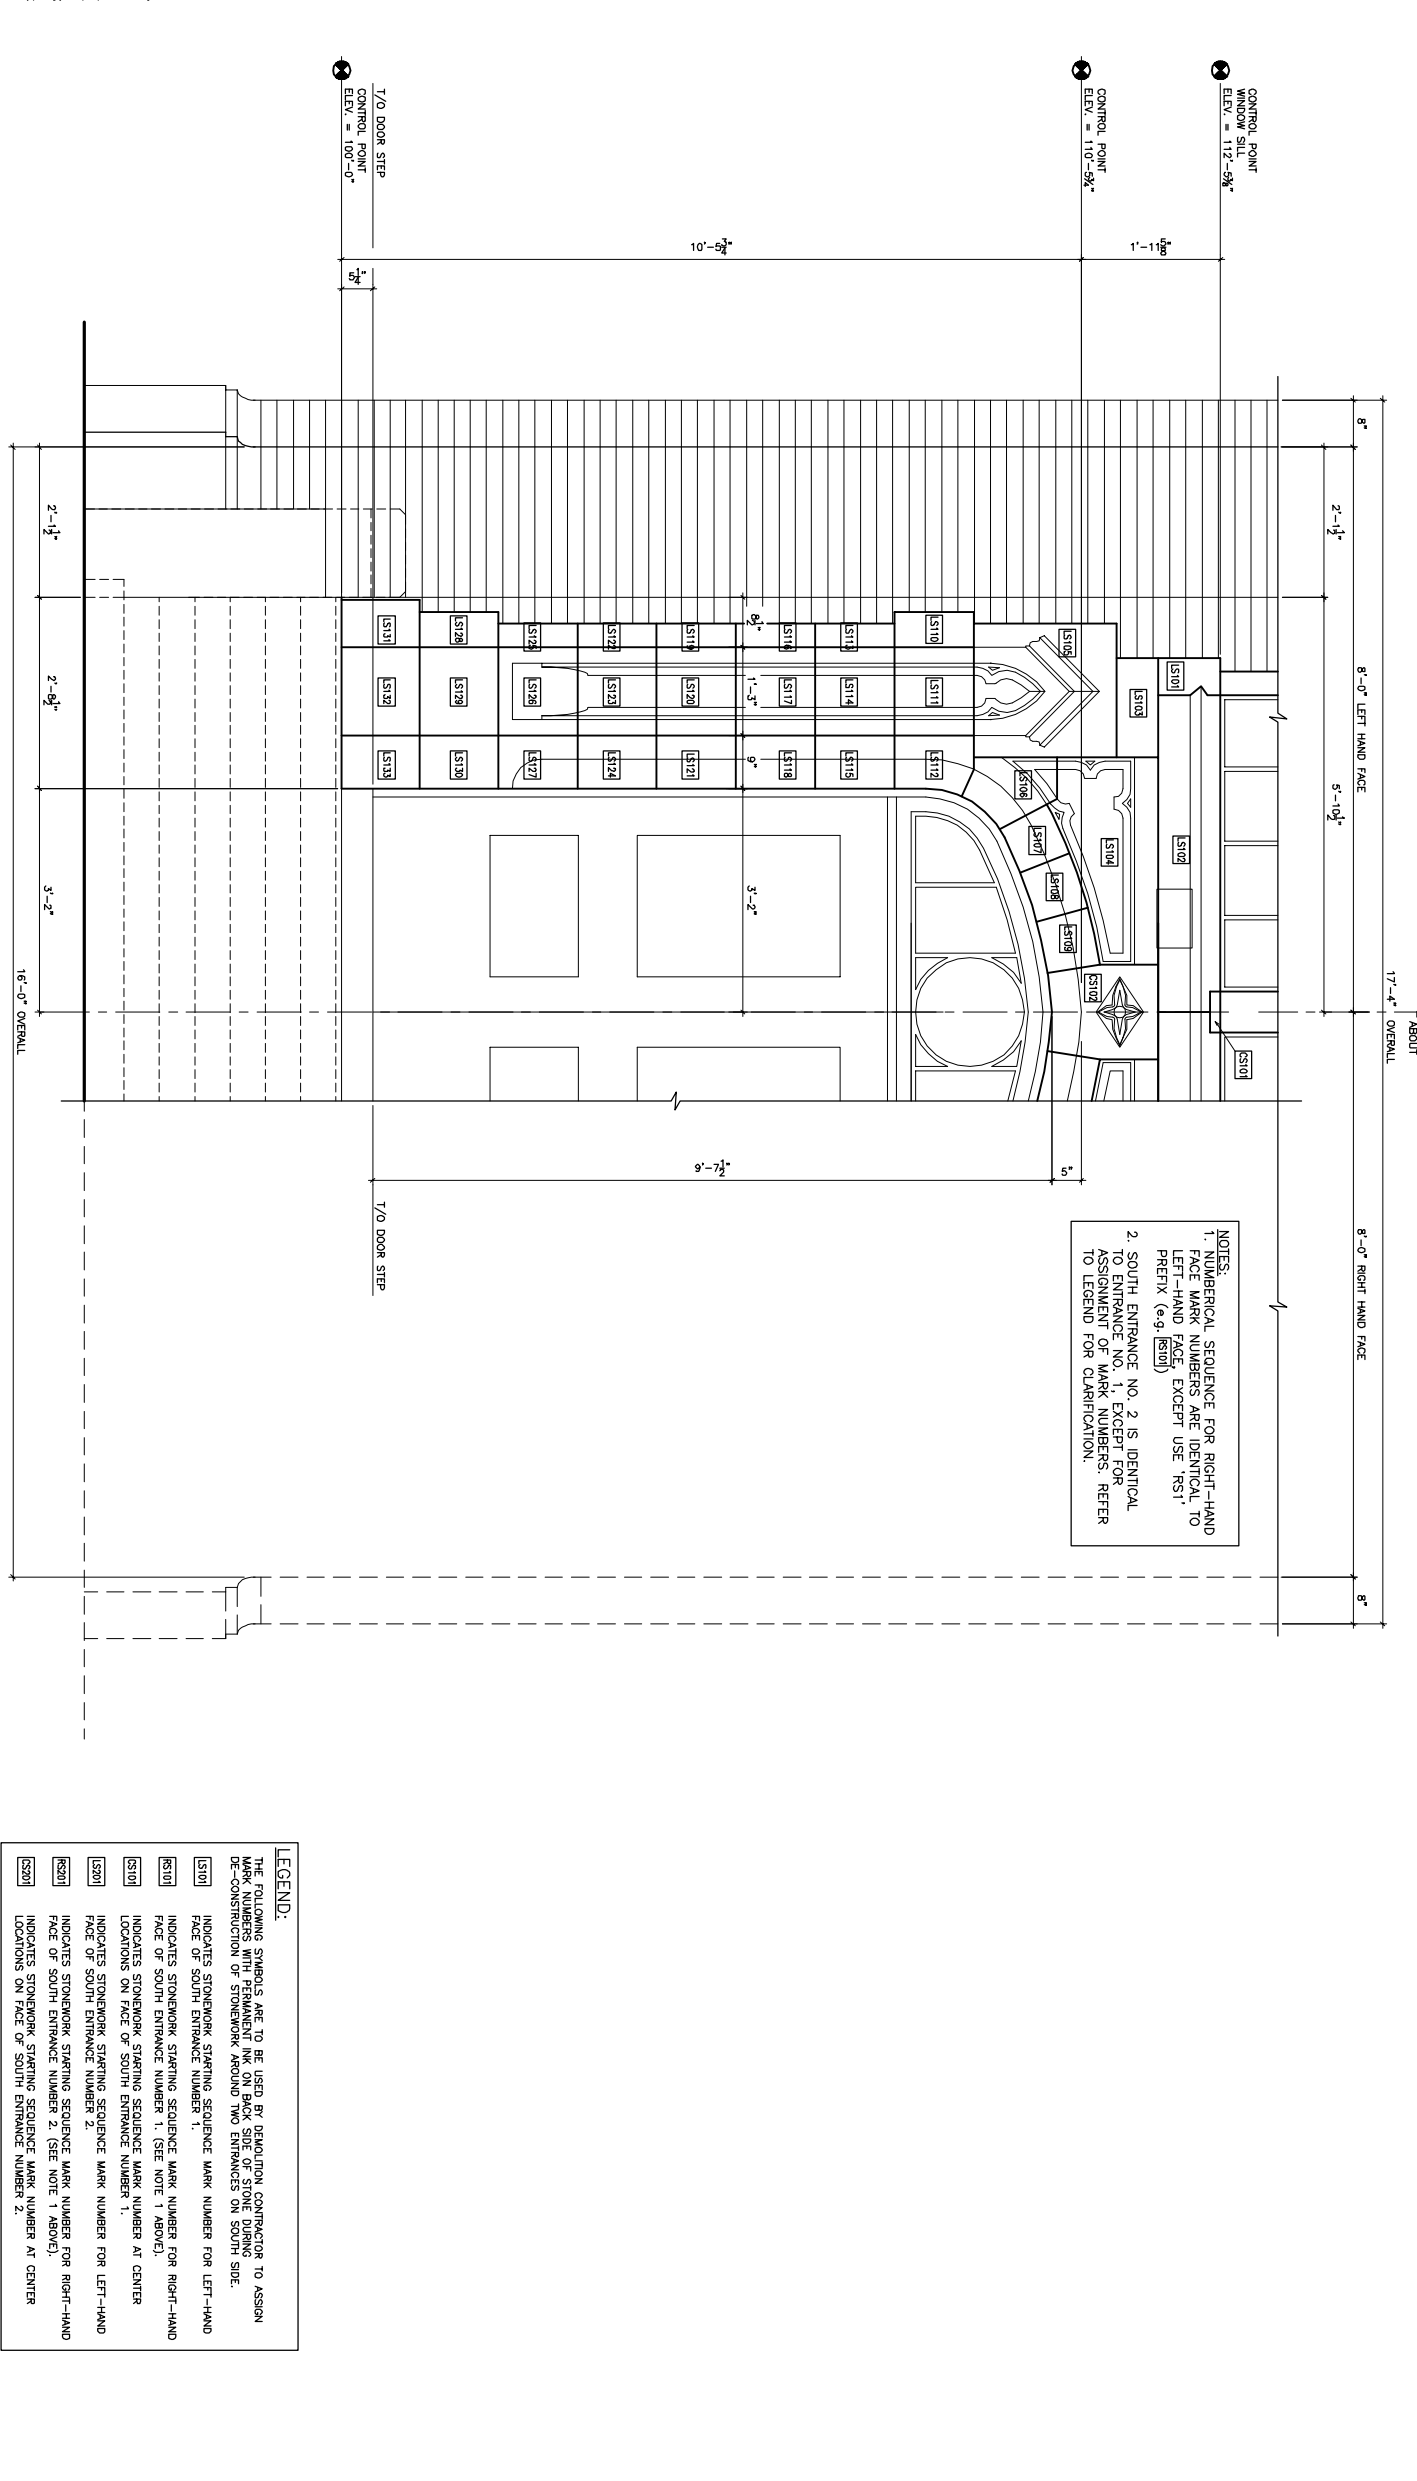 ABOUT
17'-4" OVERALL
8"
8'-0" LEFT HAND FACE
8'-0" RIGHT HAND FACE
8"
2'-1½"
5'-10½"
CONTROL POINT
WINDOW SILL
ELEV. = 112'-5⅜"
CONTROL POINT
ELEV. = 110'-5¾"
T/O DOOR STEP
CONTROL POINT
ELEV. = 100'-0"
1'-11⅝"
10'-5¾"
5¼"
CS101
LS101
LS102
LS103
LS104
CS102
LS105
LS106
LS107
LS108
LS109
LS110
LS111
LS112
LS113
LS114
LS115
LS116
LS117
LS118
8½"
1'-3"
9"
3'-2"
LS119
LS120
LS121
LS122
LS123
LS124
LS125
LS126
LS127
LS128
LS129
LS130
LS131
LS132
LS133
5"
9'-7½"
T/O DOOR STEP
2'-1½"
2'-8½"
3'-2"
16'-0" OVERALL
NOTES:
1. NUMBERICAL SEQUENCE FOR RIGHT-HAND
FACE MARK NUMBERS ARE IDENTICAL TO
LEFT-HAND FACE, EXCEPT USE 'RS1'
PREFIX (e.g. RS101)
2. SOUTH ENTRANCE NO. 2 IS IDENTICAL
TO ENTRANCE NO. 1, EXCEPT FOR
ASSIGNMENT OF MARK NUMBERS. REFER
TO LEGEND FOR CLARIFICATION.
LEGEND:
THE FOLLOWING SYMBOLS ARE TO BE USED BY DEMOLITION CONTRACTOR TO ASSIGN
MARK NUMBERS WITH PERMANENT INK ON BACK SIDE OF STONE DURING
DE-CONSTRUCTION OF STONEWORK AROUND TWO ENTRANCES ON SOUTH SIDE.
LS101 INDICATES STONEWORK STARTING SEQUENCE MARK NUMBER FOR LEFT-HAND
FACE OF SOUTH ENTRANCE NUMBER 1.
RS101 INDICATES STONEWORK STARTING SEQUENCE MARK NUMBER FOR RIGHT-HAND
FACE OF SOUTH ENTRANCE NUMBER 1. (SEE NOTE 1 ABOVE).
CS101 INDICATES STONEWORK STARTING SEQUENCE MARK NUMBER AT CENTER
LOCATIONS ON FACE OF SOUTH ENTRANCE NUMBER 1.
LS201 INDICATES STONEWORK STARTING SEQUENCE MARK NUMBER FOR LEFT-HAND
FACE OF SOUTH ENTRANCE NUMBER 2.
RS201 INDICATES STONEWORK STARTING SEQUENCE MARK NUMBER FOR RIGHT-HAND
FACE OF SOUTH ENTRANCE NUMBER 2. (SEE NOTE 1 ABOVE).
CS201 INDICATES STONEWORK STARTING SEQUENCE MARK NUMBER AT CENTER
LOCATIONS ON FACE OF SOUTH ENTRANCE NUMBER 2.